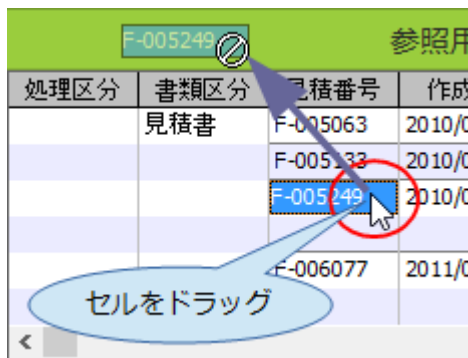 F-005249
参照用
処理区分 書類区分 見積番号 作成
見積書 F-005063 2010/0
F-005133 2010/0
F-005249 2010/0
F-006077 2011/0
セルをドラッグ